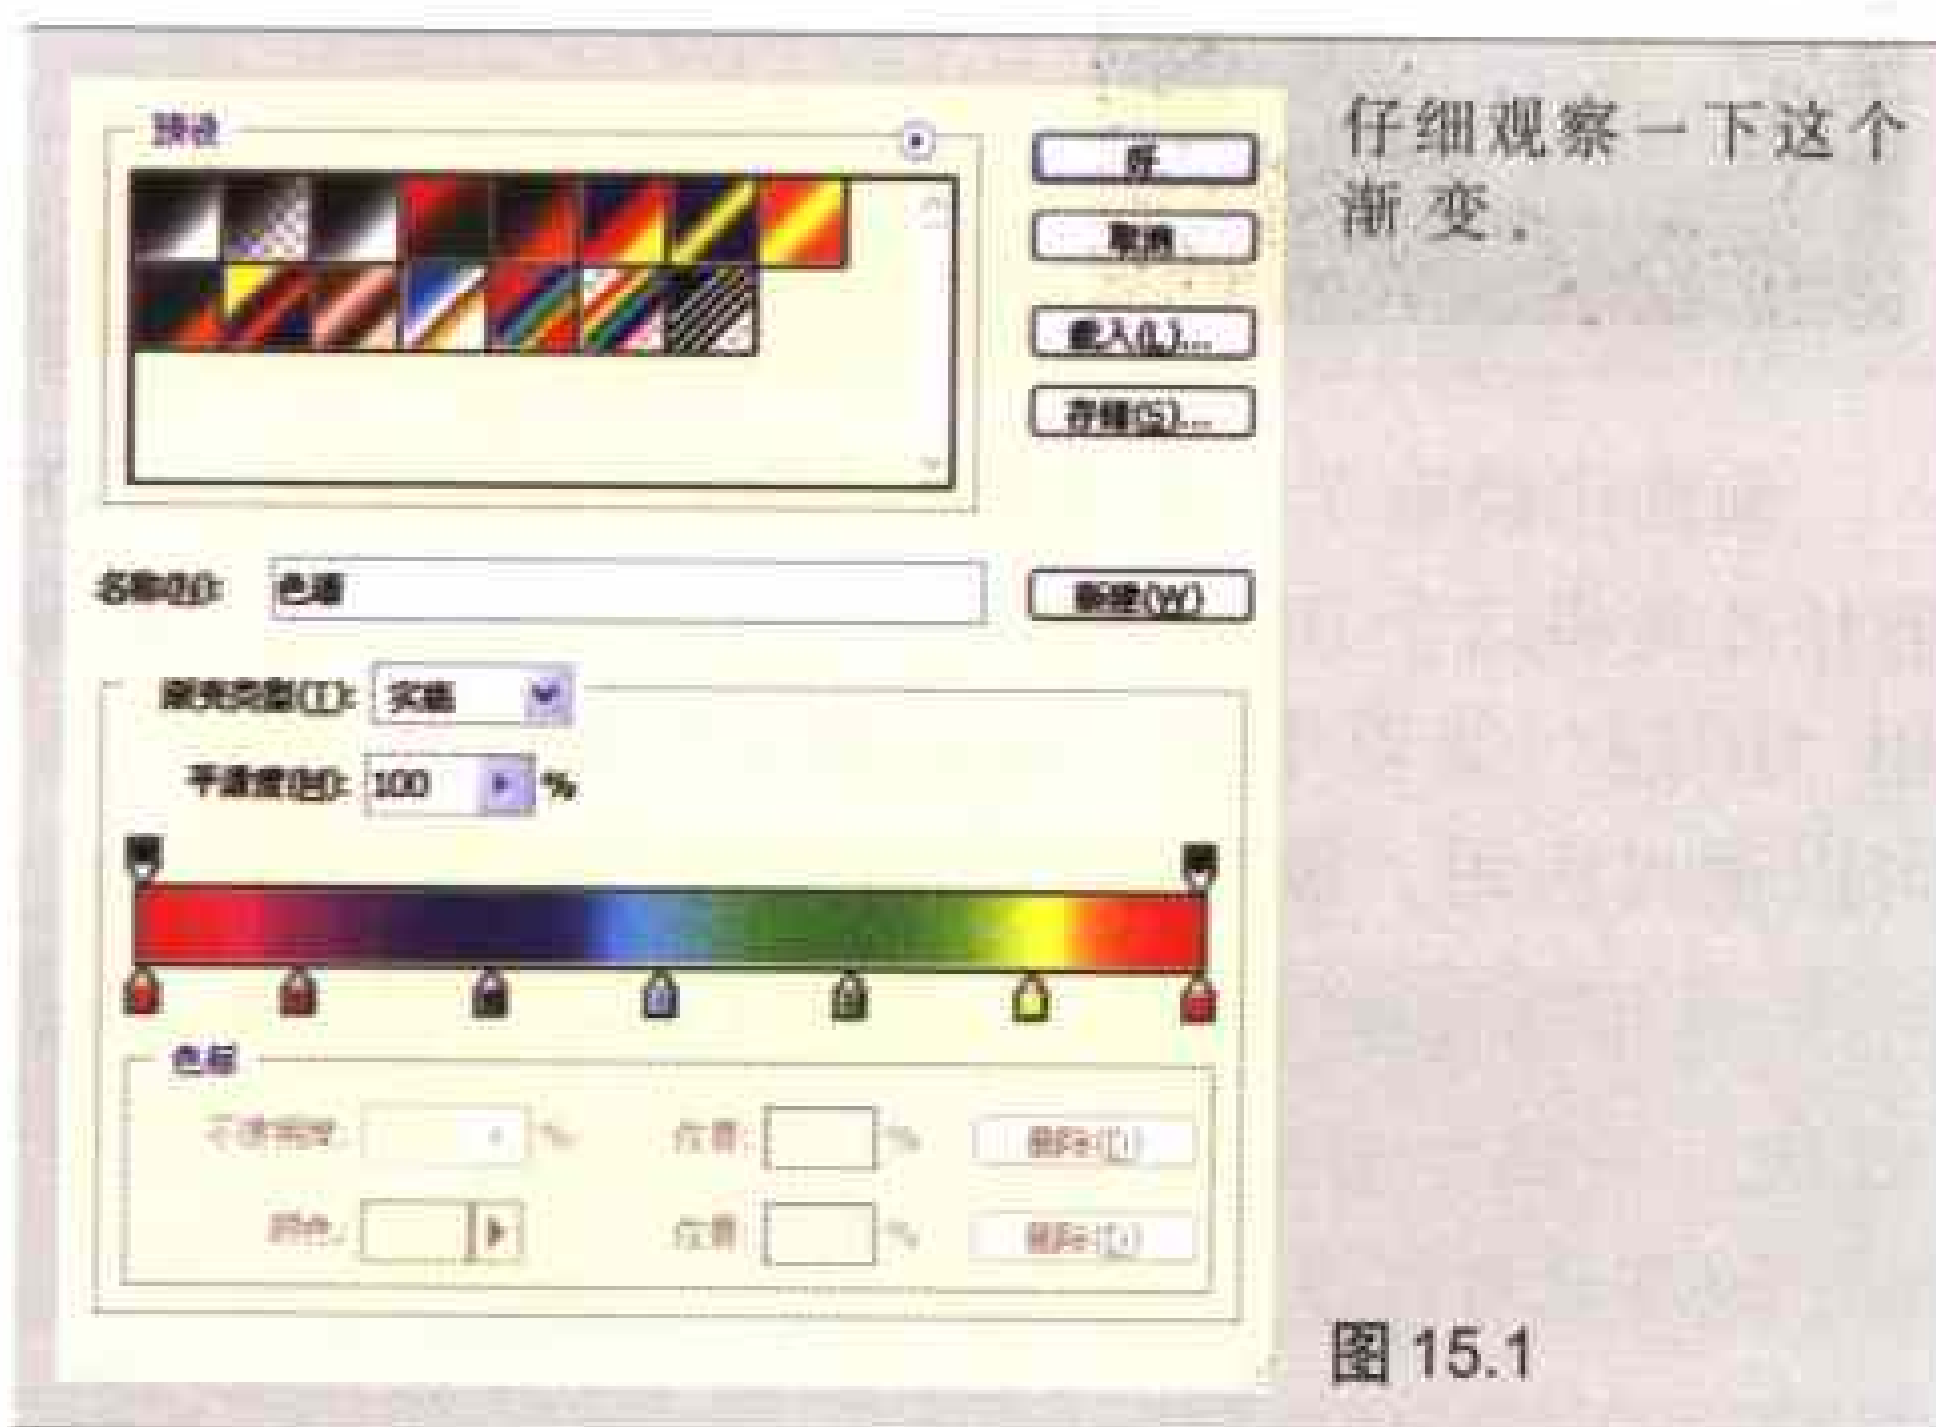 预设
好
仔细观察一下这个
渐变.
取消
载入(L)...
存储(S)...
名称(N):
色谱
新建(W)
渐变类型(T):
实底
平滑度(M):
100
%
色标
不透明度:
%
位置:
%
删除(D)
颜色:
位置:
%
删除(D)
图 15.1